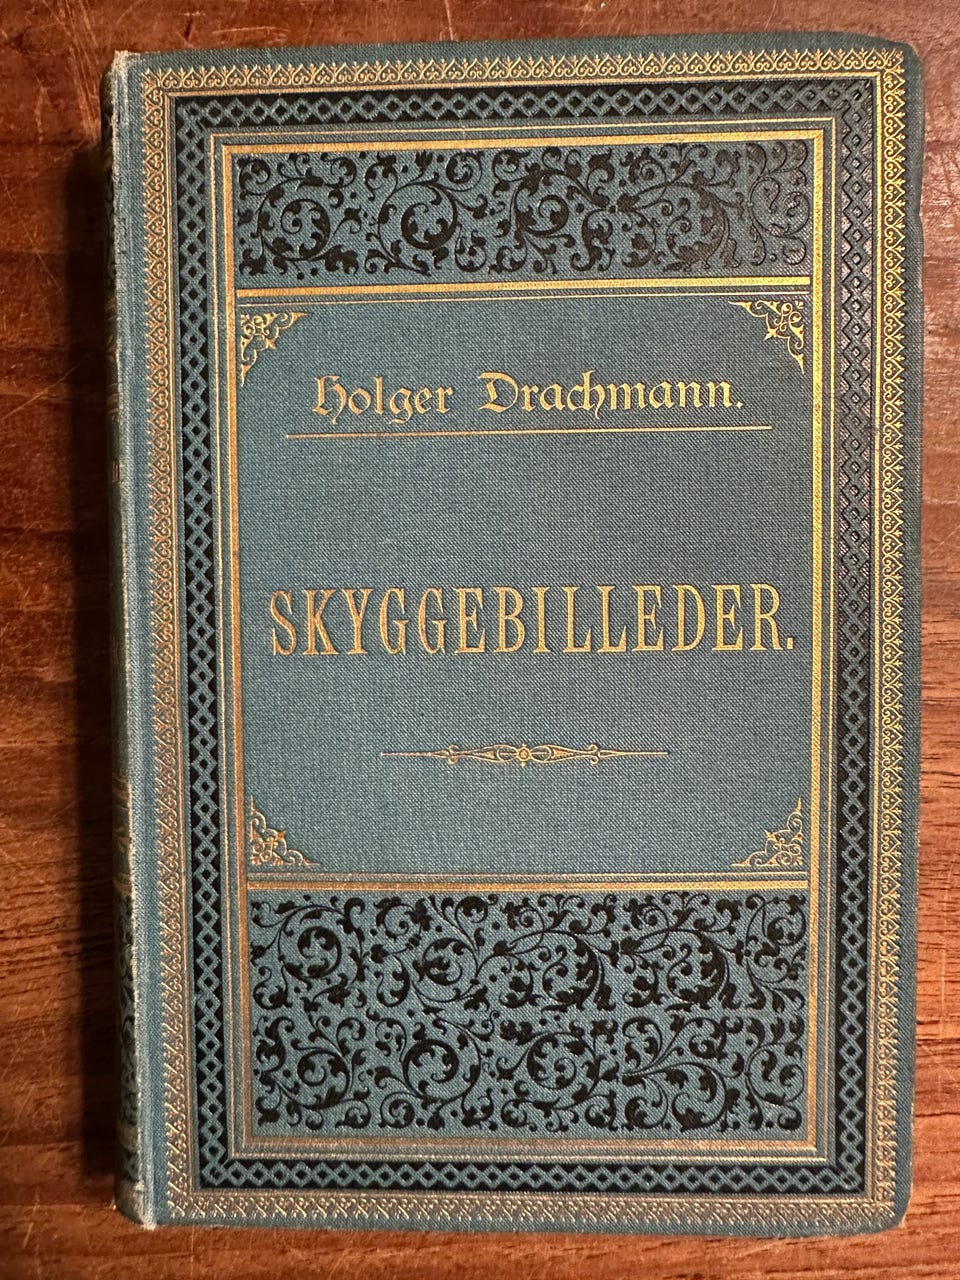 Holger Drachmann.
SKYGGEBILLEDER.